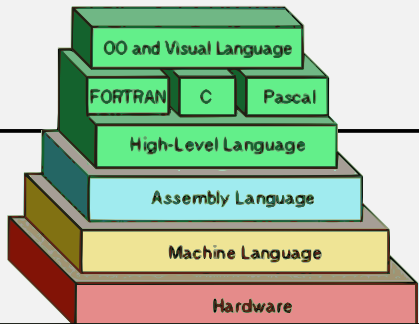 OO and Visual Language
FORTRAN C Pascal
High-Level Language
Assembly Language
Machine Language
Hardware